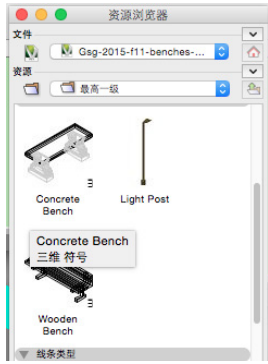 资源浏览器
文件
Gsg-2015-f11-benches-...
资源
最高一级
Concrete
Bench
Light Post
Concrete Bench
三维 符号
Wooden
Bench
线条类型